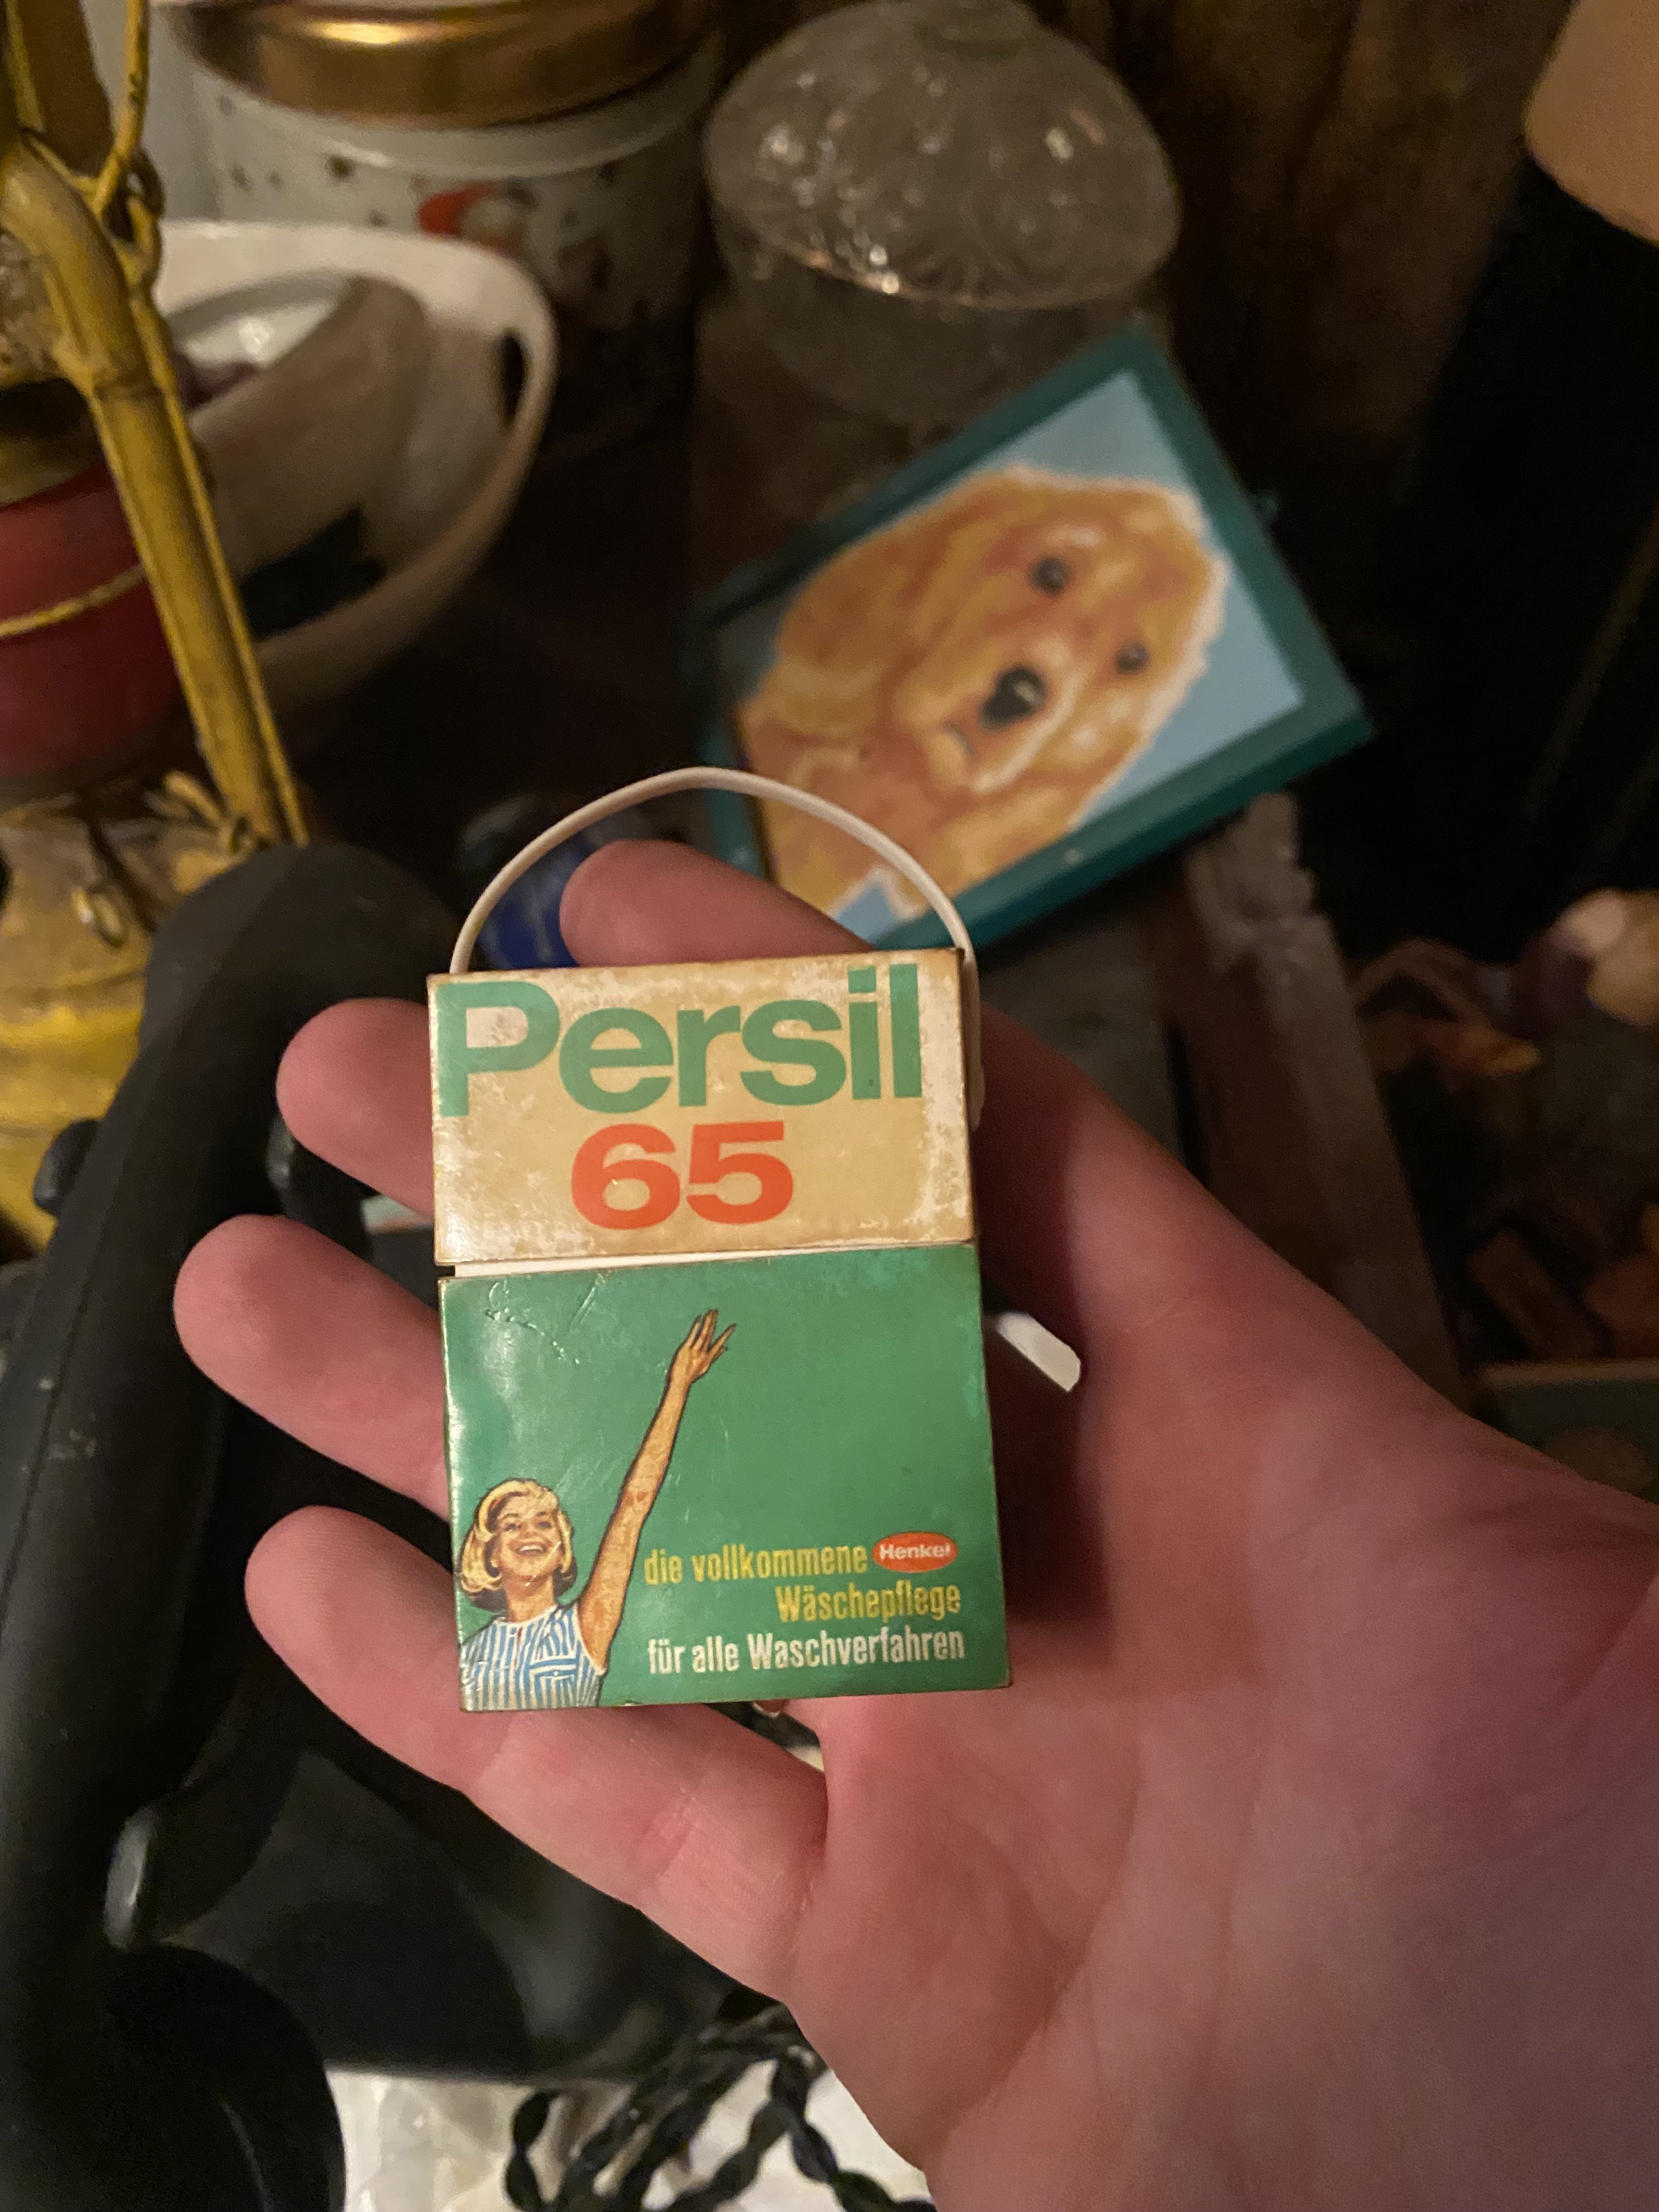 Persil
65
die vollkommene Henkel
Wäschepflege
für alle Waschverfahren